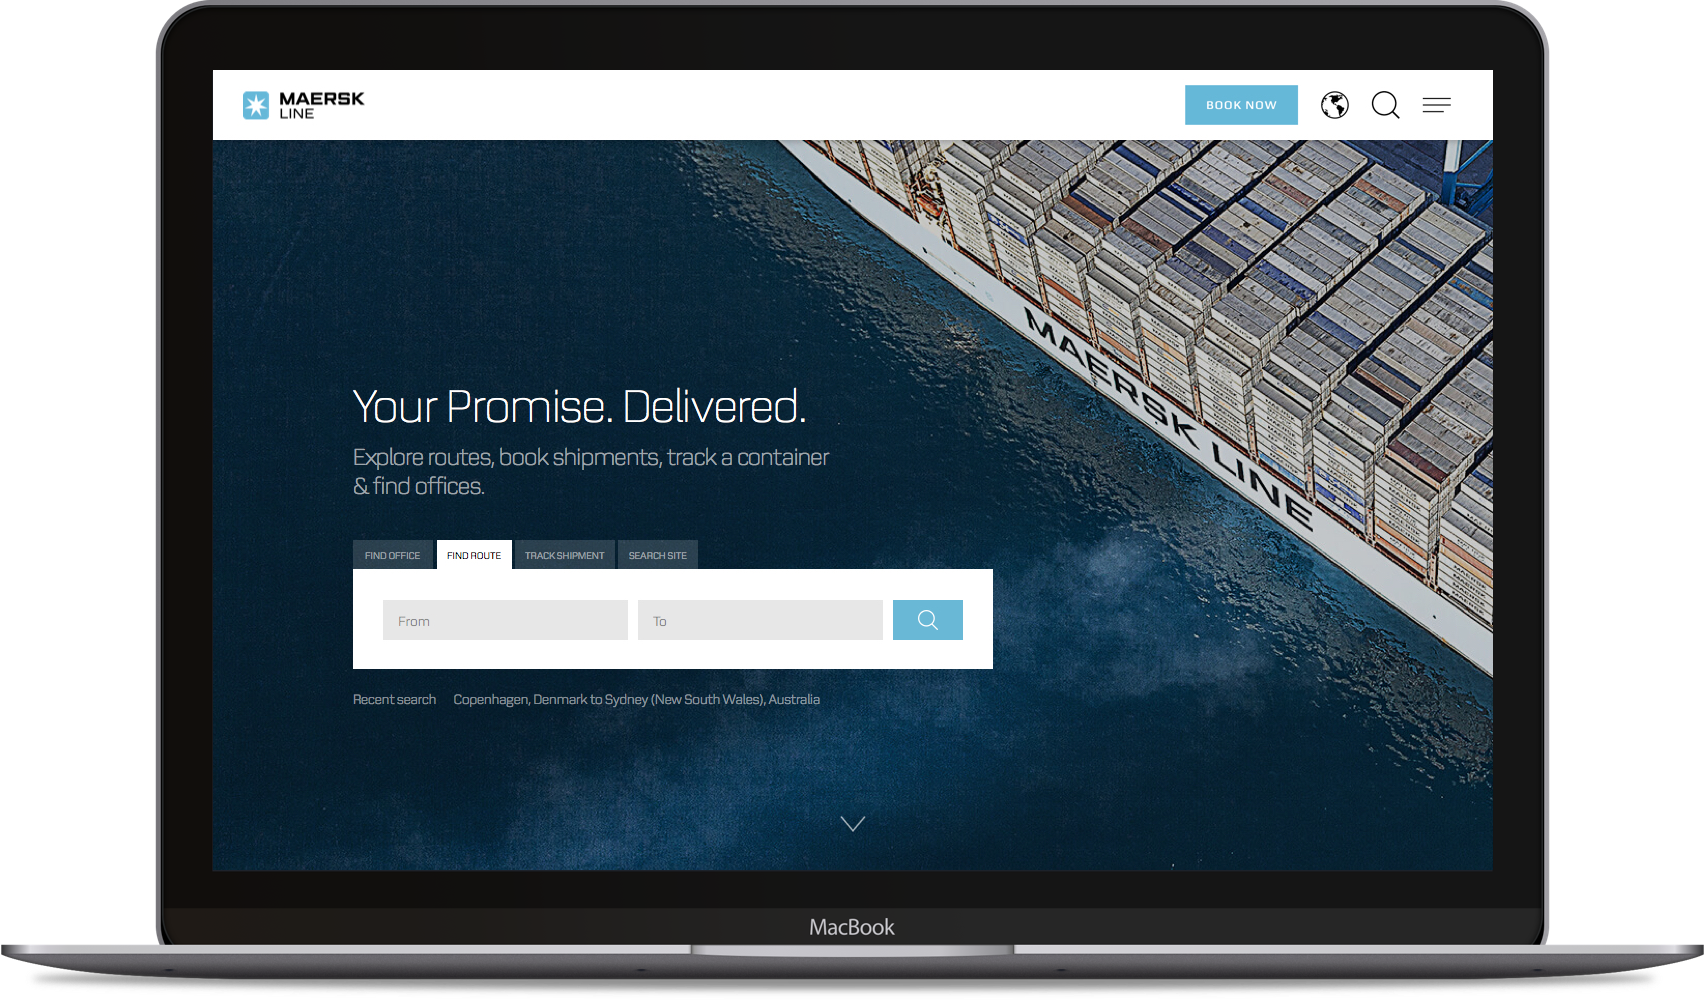 MAERSK
LINE
BOOK NOW
MAERSK LINE
Your Promise. Delivered.
Explore routes, book shipments, track a container
& find offices.
FIND OFFICE
FIND ROUTE
TRACK SHIPMENT
SEARCH SITE
From
To
Recent search
Copenhagen, Denmark to Sydney (New South Wales), Australia
MacBook